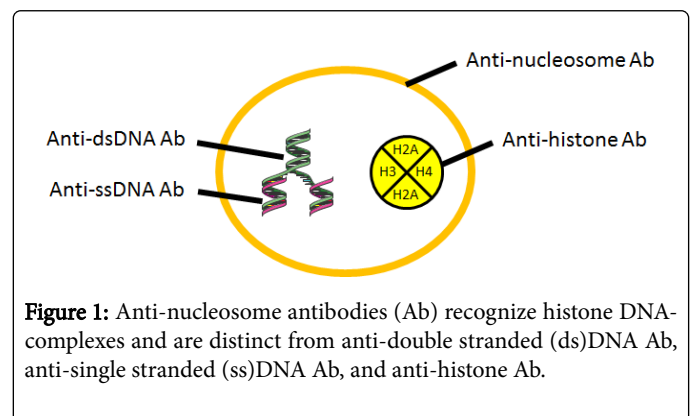 Anti-nucleosome Ab
Anti-dsDNA Ab
Anti-histone Ab
Anti-ssDNA Ab
H2A
H3 H4
H2A
Figure 1: Anti-nucleosome antibodies (Ab) recognize histone DNA-
complexes and are distinct from anti-double stranded (ds)DNA Ab,
anti-single stranded (ss)DNA Ab, and anti-histone Ab.